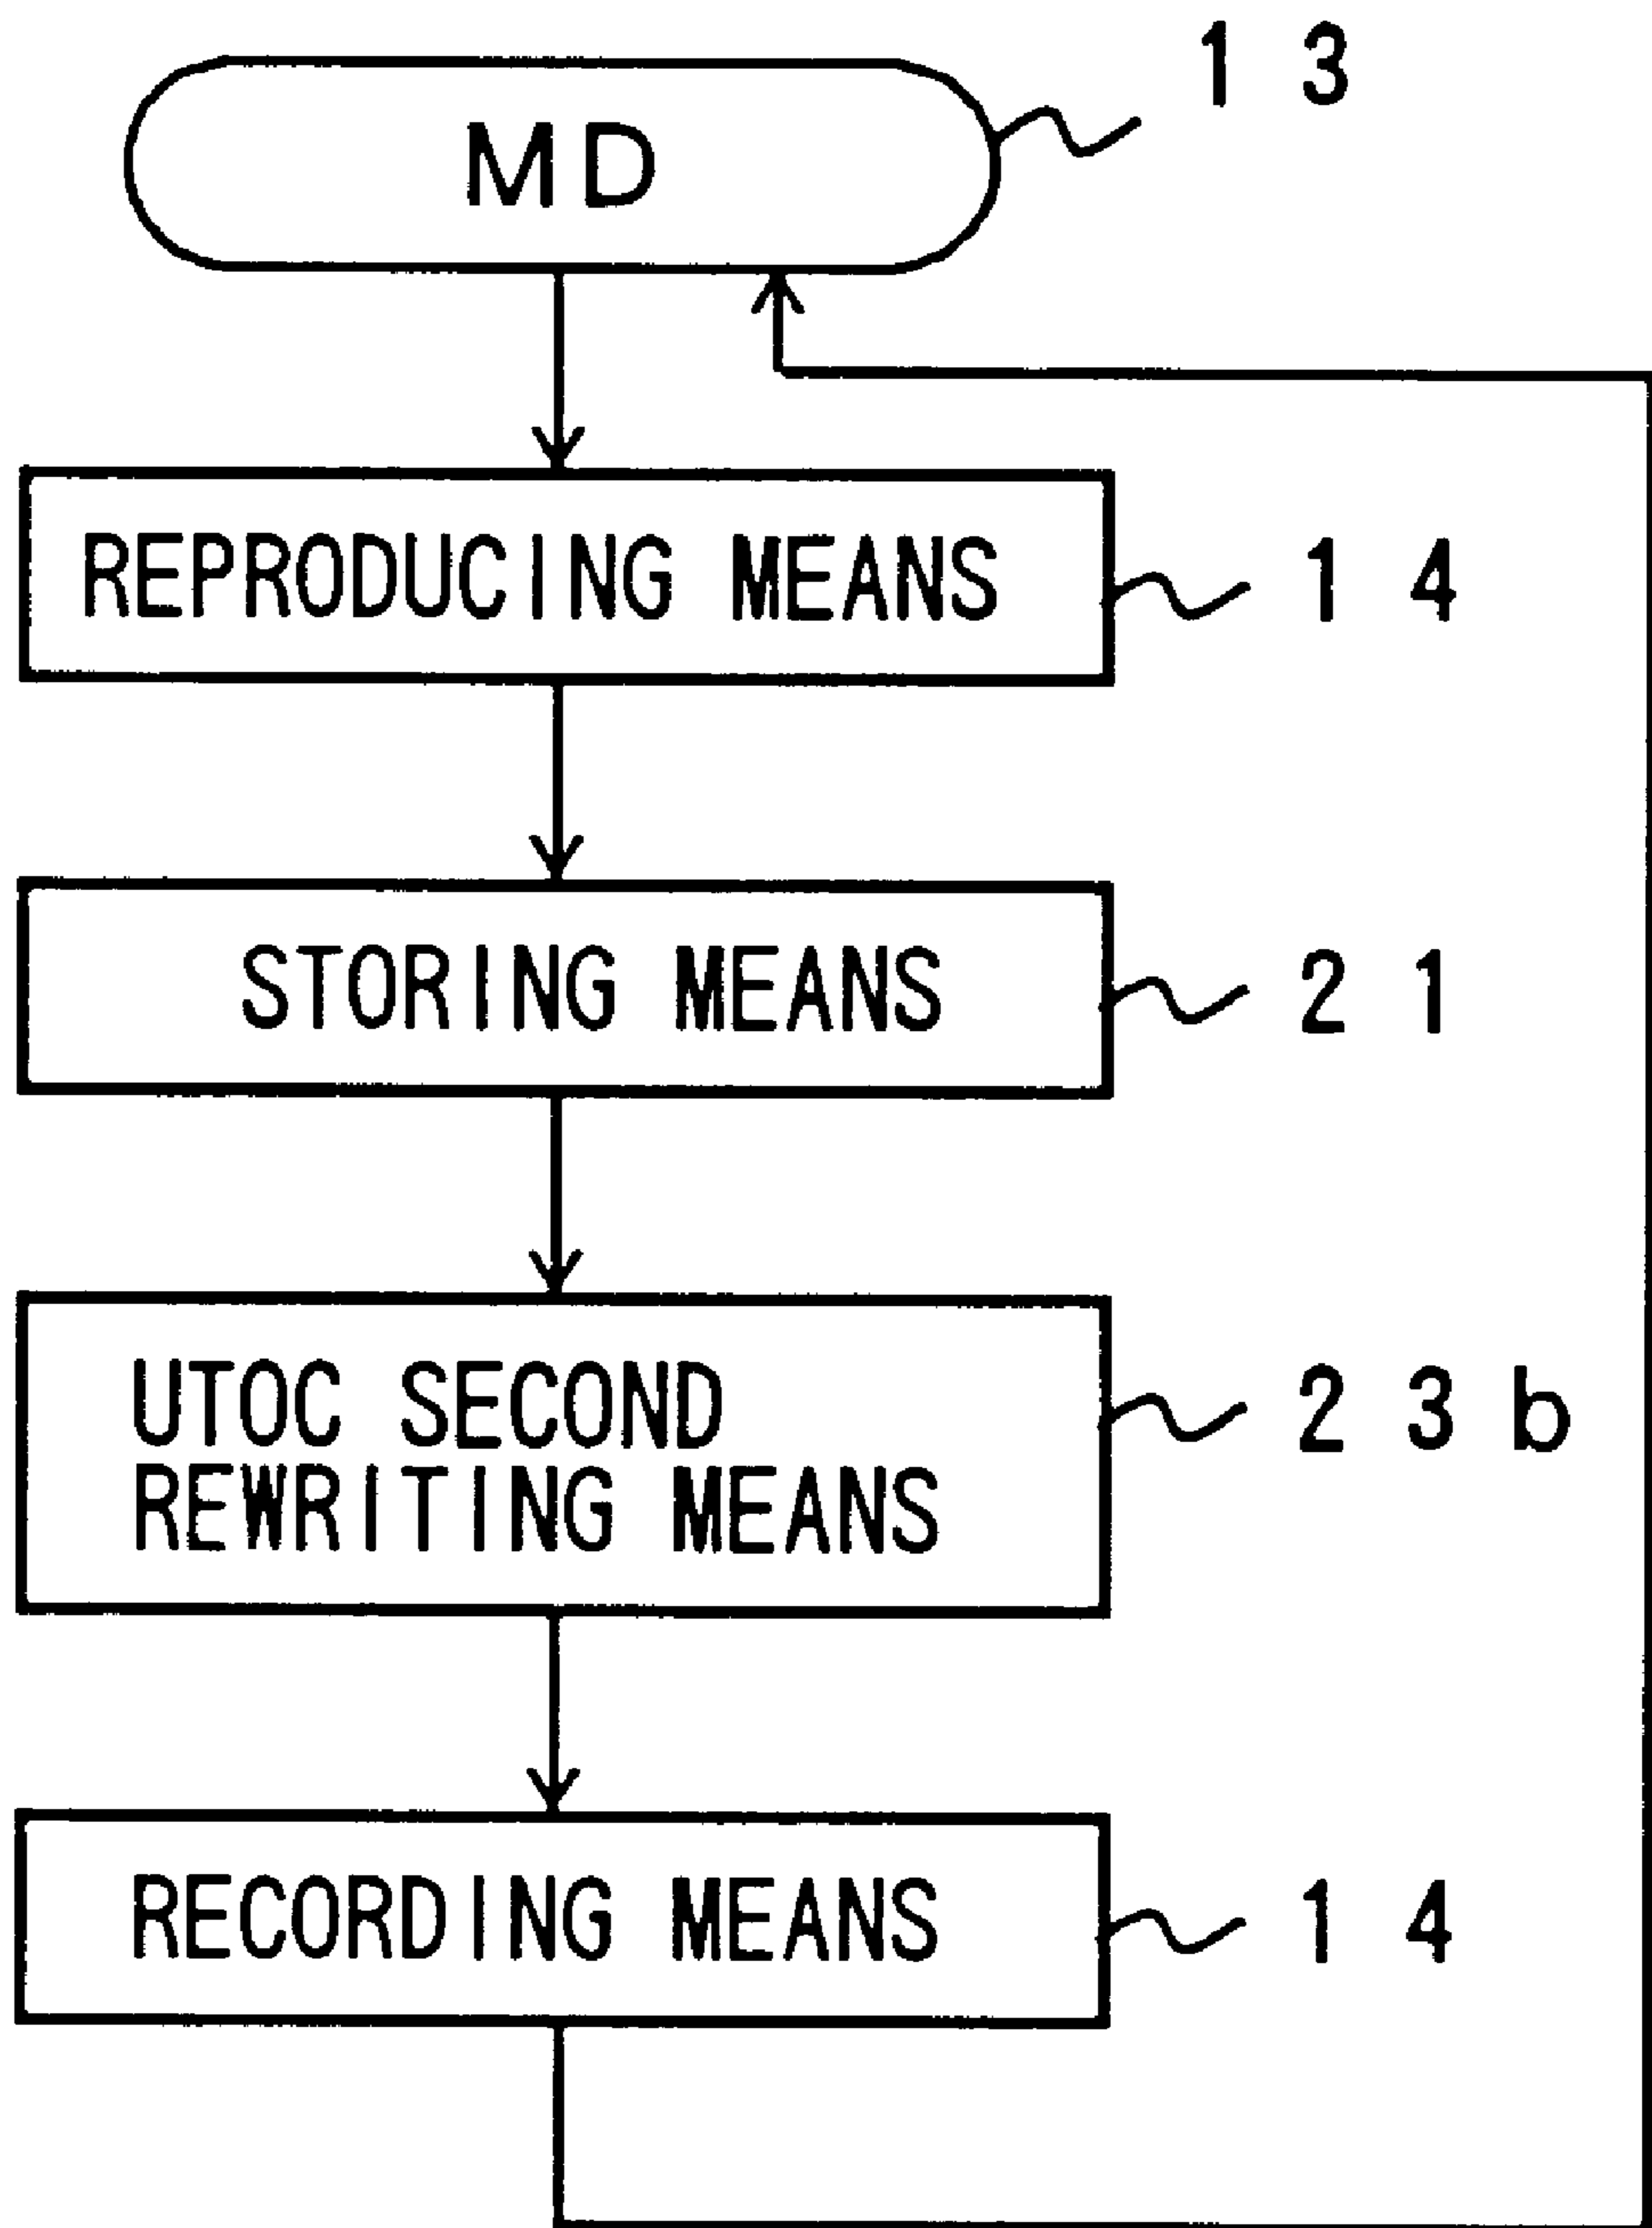 13
MD
REPRODUCING MEANS
14
STORING MEANS
21
UTOC SECOND
REWRITING MEANS
23b
RECORDING MEANS
14